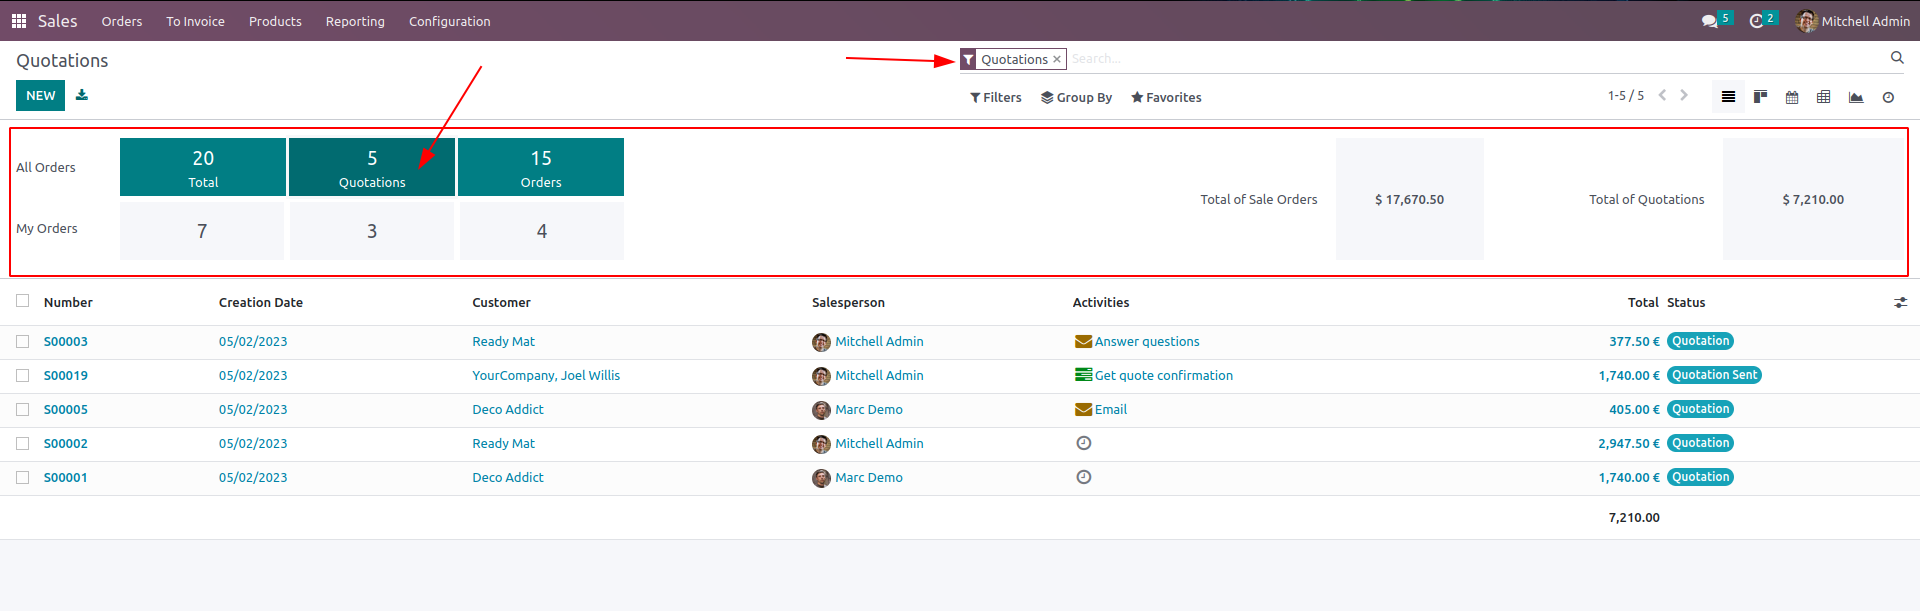 Sales Orders To Invoice Products Reporting Configuration 5 2 Mitchell Admin
Quotations Quotations × Search...
NEW Filters Group By Favorites 1-5 / 5
All Orders 20 Total 5 Quotations 15 Orders
My Orders 7 3 4
Total of Sale Orders $ 17,670.50 Total of Quotations $ 7,210.00
Number Creation Date Customer Salesperson Activities Total Status
S00003 05/02/2023 Ready Mat Mitchell Admin Answer questions 377.50 € Quotation
S00019 05/02/2023 YourCompany, Joel Willis Mitchell Admin Get quote confirmation 1,740.00 € Quotation Sent
S00005 05/02/2023 Deco Addict Marc Demo Email 405.00 € Quotation
S00002 05/02/2023 Ready Mat Mitchell Admin 2,947.50 € Quotation
S00001 05/02/2023 Deco Addict Marc Demo 1,740.00 € Quotation
7,210.00